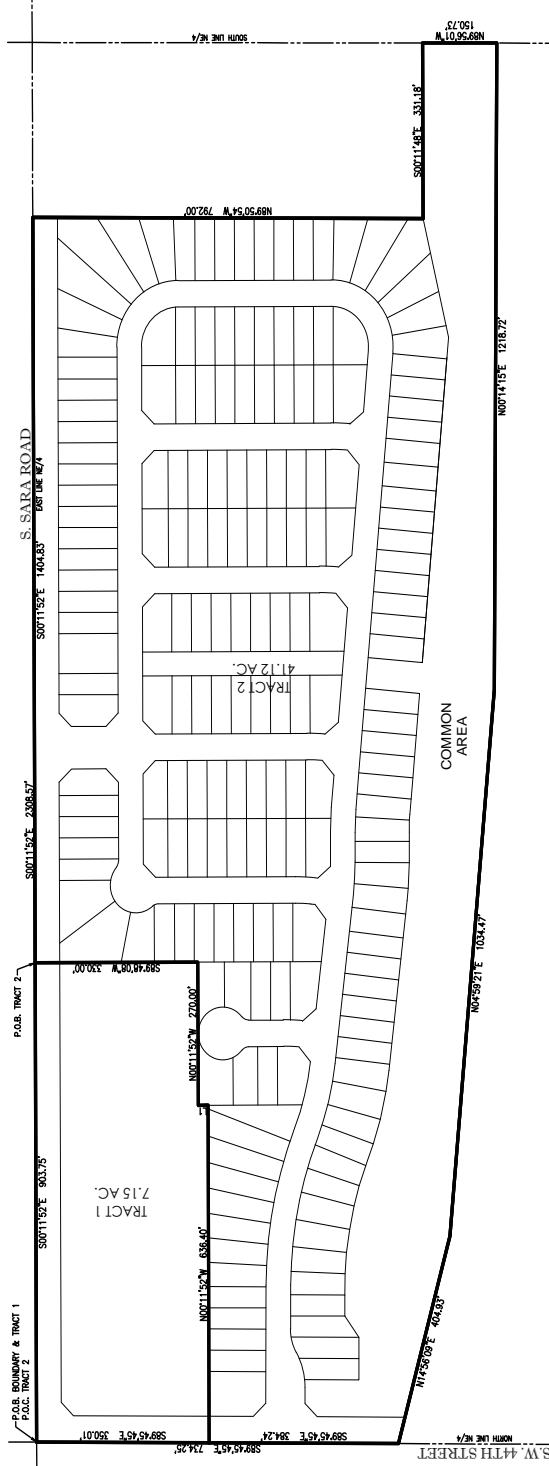 SOUTH LINE NE/4
N89°56'01"W
150.73'
S00°11'48"E 331.18'
N89°50'54"W 792.00'
S. SARA ROAD
EAST LINE NE/4
S00°11'52"E 1404.83'
N00°14'15"E 1218.72'
TRACT 2
41.12 AC.
COMMON
AREA
S00°11'52"E 2308.57'
P.O.B. TRACT 2
S89°48'08"W 330.00'
N00°11'52"W 270.00'
N04°59'21"E 1034.47'
L1
S00°11'52"E 903.75'
TRACT 1
7.15 AC.
N00°11'52"W 636.40'
P.O.B. BOUNDARY & TRACT 1
P.O.C. TRACT 2
N14°56'09"E 404.93'
S89°45'45"E 350.01'
S89°45'45"E 734.25'
S89°45'45"E 384.24'
NORTH LINE NE/4
S.W. 44TH STREET